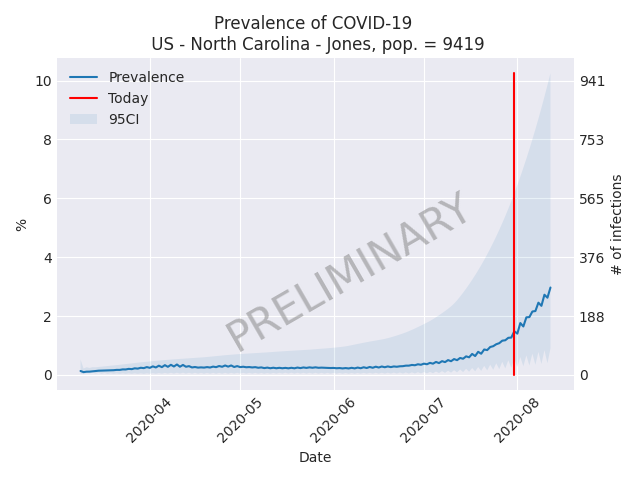 Prevalence of COVID-19
US - North Carolina - Jones, pop. = 9419
Prevalence
Today
95CI
PRELIMINARY
10
8
6
4
2
0
%
941
753
565
376
188
0
# of infections
2020-04
2020-05
2020-06
2020-07
2020-08
Date